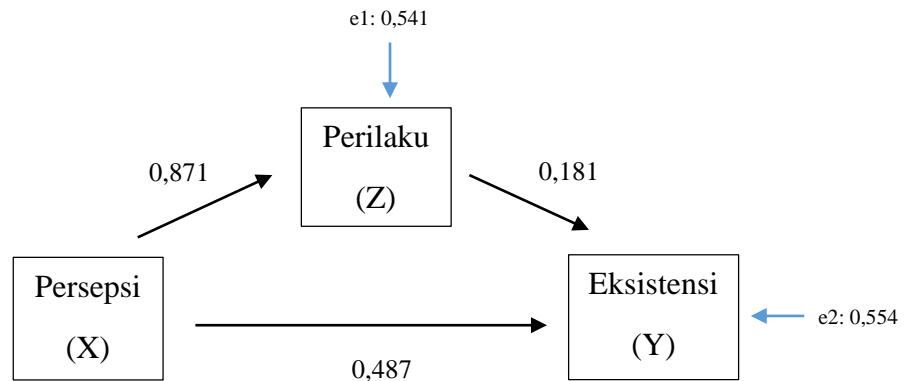 e1: 0,541
Perilaku
(Z)
0,871
0,181
Persepsi
(X)
Eksistensi
(Y)
e2: 0,554
0,487